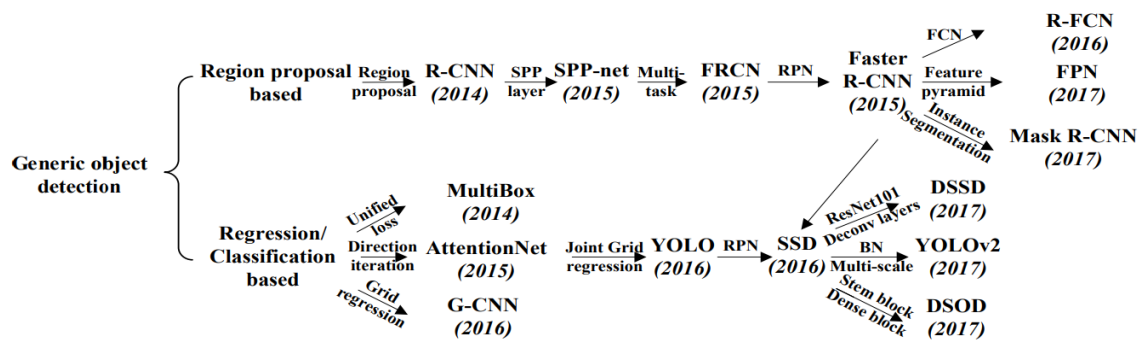 Generic object
detection
Region proposal
based
Region
proposal
R-CNN
(2014)
SPP
layer
SPP-net
(2015)
Multi-
task
FRCN
(2015)
RPN
Faster
R-CNN
(2015)
FCN
R-FCN
(2016)
Feature
pyramid
FPN
(2017)
Instance
Segmentation
Mask R-CNN
(2017)
Regression/
Classification
based
Unified
loss
MultiBox
(2014)
Direction
iteration
AttentionNet
(2015)
Grid
regression
G-CNN
(2016)
Joint Grid
regression
YOLO
(2016)
RPN
SSD
(2016)
ResNet101
Deconv layers
DSSD
(2017)
BN
Multi-scale
YOLOv2
(2017)
Stem block
Dense block
DSOD
(2017)